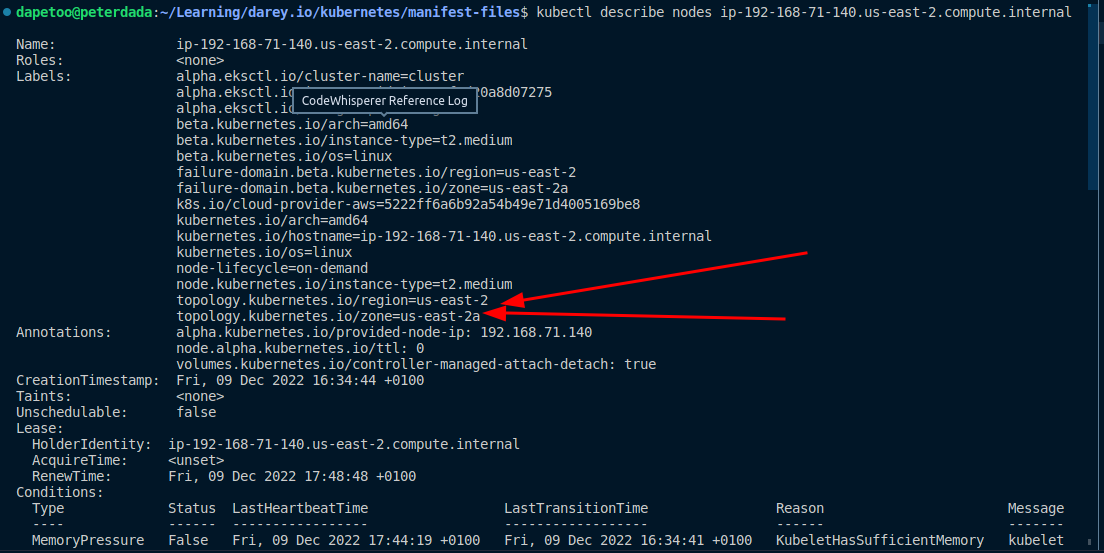 dapetoo@peterdada:~/Learning/darey.io/kubernetes/manifest-files$ kubectl describe nodes ip-192-168-71-140.us-east-2.compute.internal
Name: ip-192-168-71-140.us-east-2.compute.internal
Roles: <none>
Labels: alpha.eksctl.io/cluster-name=cluster
alpha.eksctl.io
CodeWhisperer Reference Log
alpha.eksctl.io
beta.kubernetes.io/arch=amd64
beta.kubernetes.io/instance-type=t2.medium
beta.kubernetes.io/os=linux
failure-domain.beta.kubernetes.io/region=us-east-2
failure-domain.beta.kubernetes.io/zone=us-east-2a
k8s.io/cloud-provider-aws=5222ff6a6b92a54b49e71d4005169be8
kubernetes.io/arch=amd64
kubernetes.io/hostname=ip-192-168-71-140.us-east-2.compute.internal
kubernetes.io/os=linux
node-lifecycle=on-demand
node.kubernetes.io/instance-type=t2.medium
topology.kubernetes.io/region=us-east-2
topology.kubernetes.io/zone=us-east-2a
Annotations: alpha.kubernetes.io/provided-node-ip: 192.168.71.140
node.alpha.kubernetes.io/ttl: 0
volumes.kubernetes.io/controller-managed-attach-detach: true
CreationTimestamp: Fri, 09 Dec 2022 16:34:44 +0100
Taints: <none>
Unschedulable: false
Lease:
HolderIdentity: ip-192-168-71-140.us-east-2.compute.internal
AcquireTime: <unset>
RenewTime: Fri, 09 Dec 2022 17:48:48 +0100
Conditions:
Type Status LastHeartbeatTime LastTransitionTime Reason Message
---- ------ ----------------- ------------------ ------ -------
MemoryPressure False Fri, 09 Dec 2022 17:44:19 +0100 Fri, 09 Dec 2022 16:34:41 +0100 KubeletHasSufficientMemory kubelet